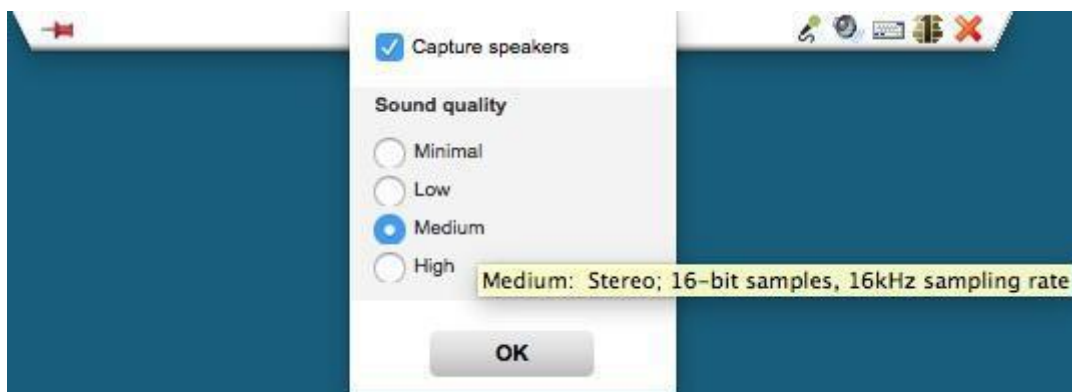 Capture speakers
Sound quality
Minimal
Low
Medium
High
Medium: Stereo; 16-bit samples, 16kHz sampling rate
OK